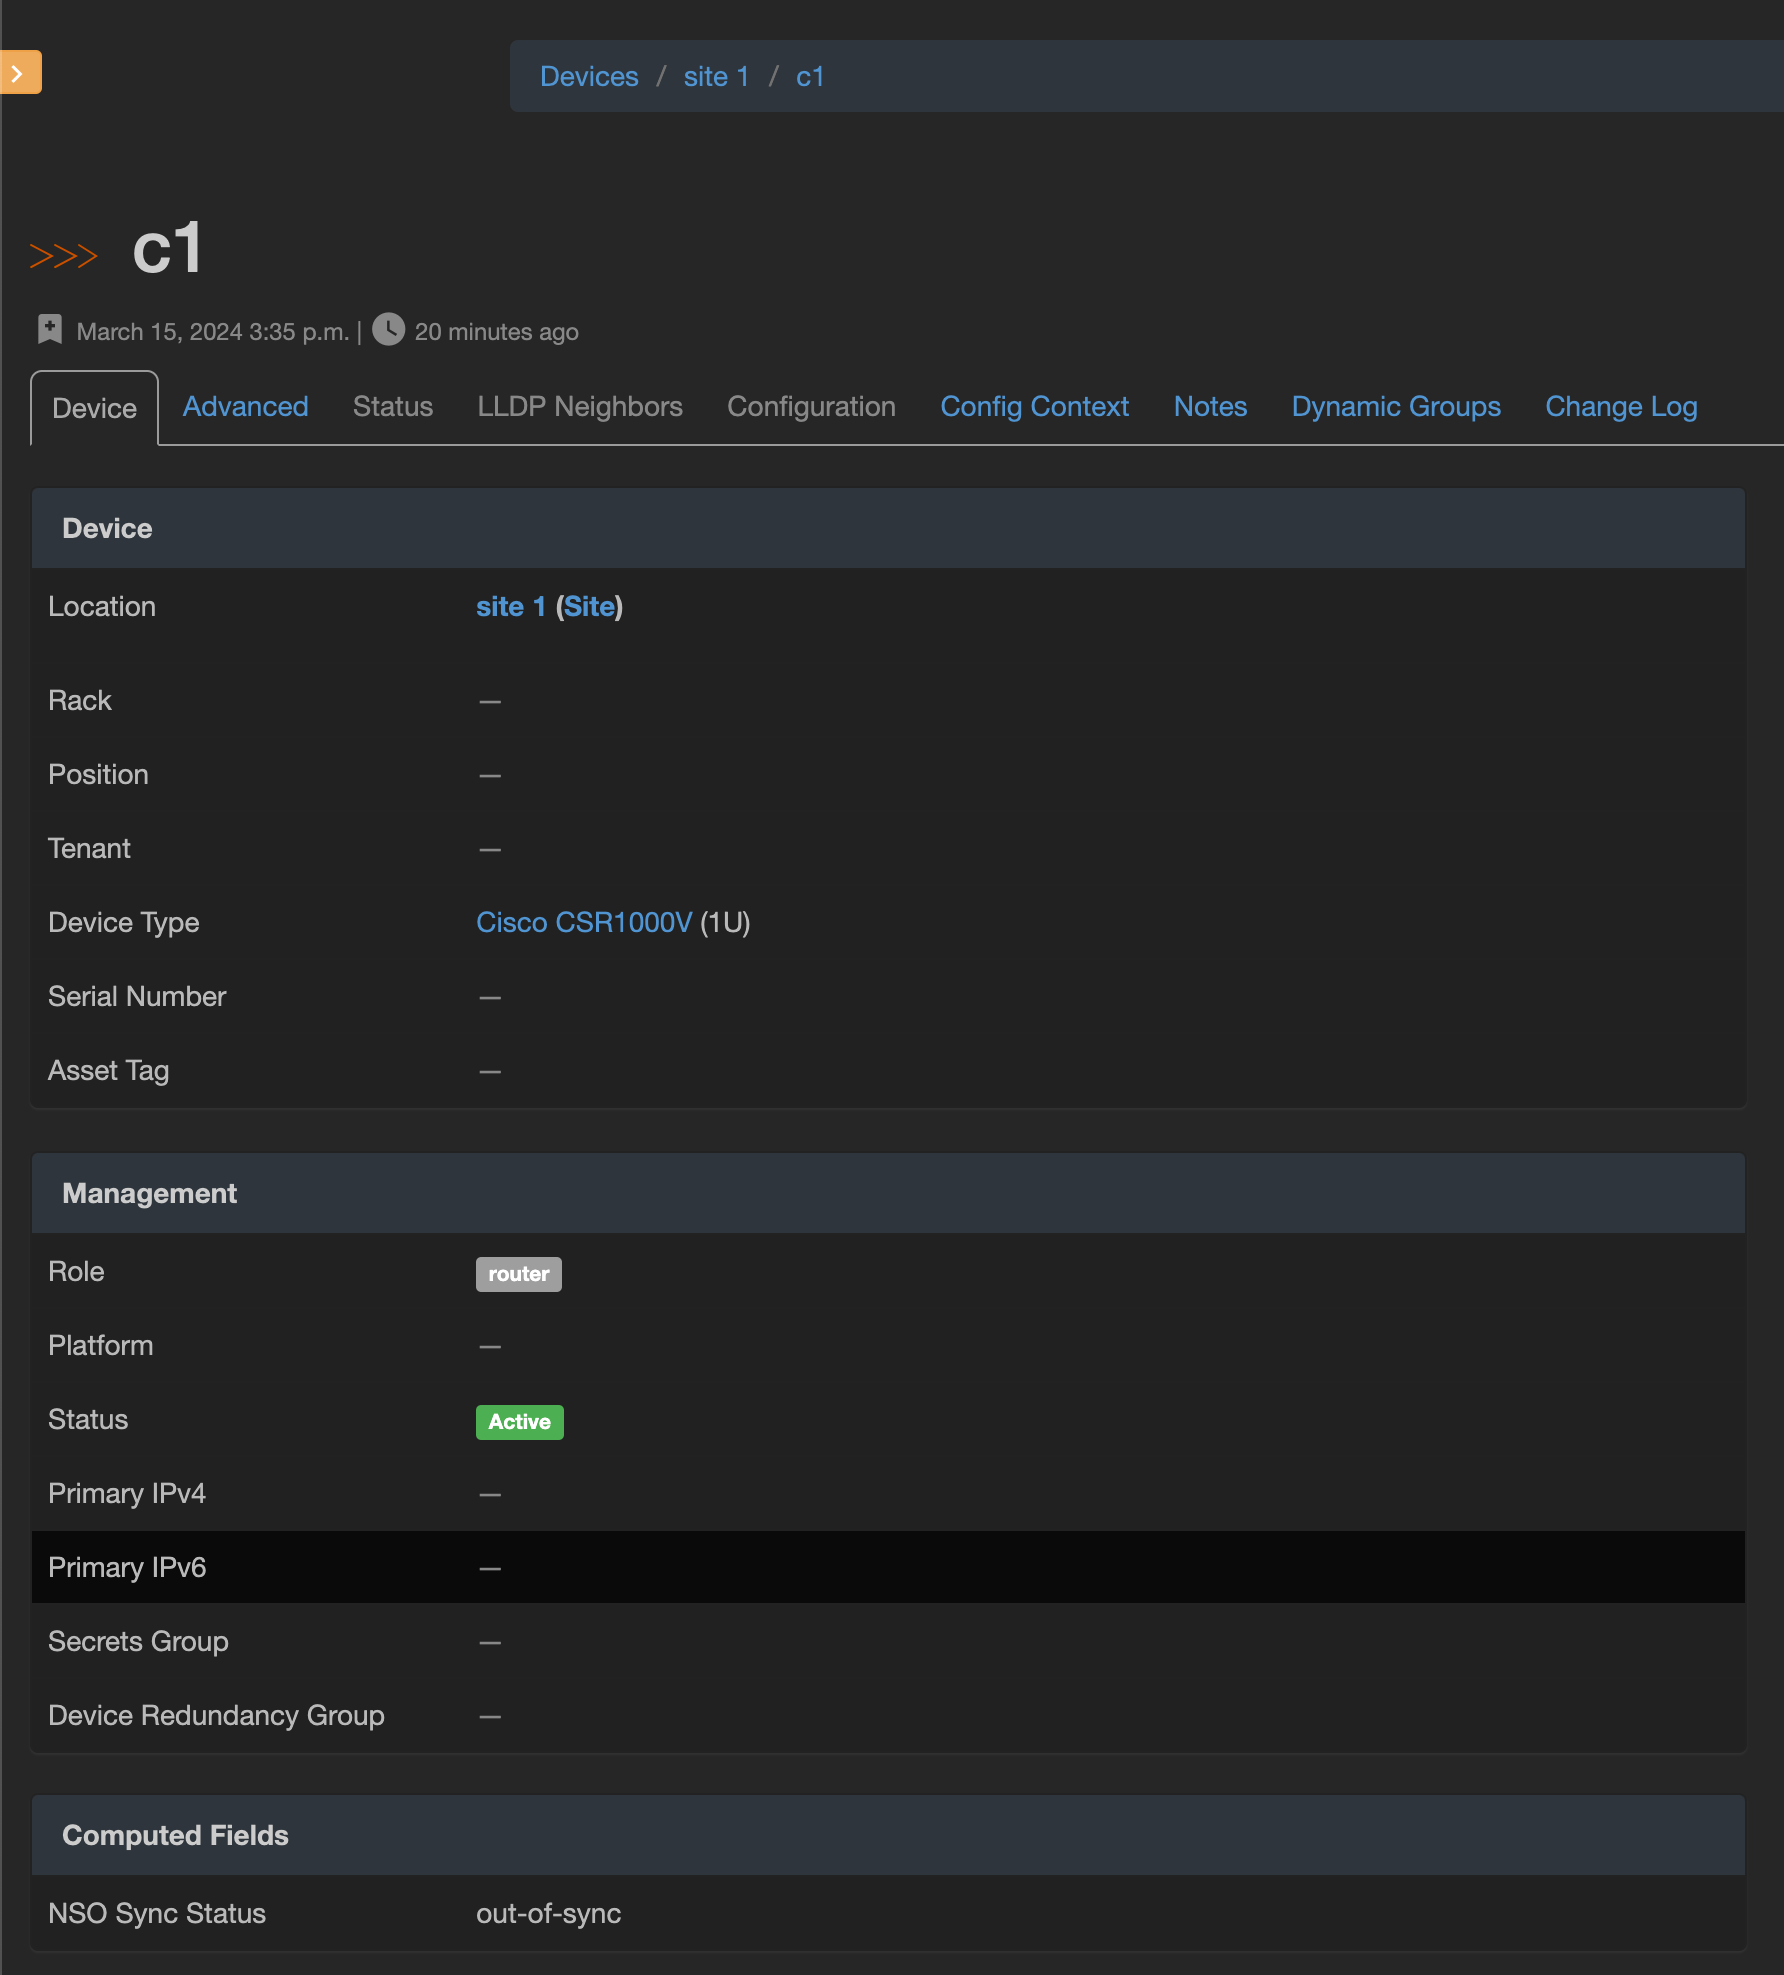 Devices / site 1 / c1
>>> c1
March 15, 2024 3:35 p.m. | 20 minutes ago
Device Advanced Status LLDP Neighbors Configuration Config Context Notes Dynamic Groups Change Log
Device
Location site 1 (Site)
Rack —
Position —
Tenant —
Device Type Cisco CSR1000V (1U)
Serial Number —
Asset Tag —
Management
Role router
Platform —
Status Active
Primary IPv4 —
Primary IPv6 —
Secrets Group —
Device Redundancy Group —
Computed Fields
NSO Sync Status out-of-sync